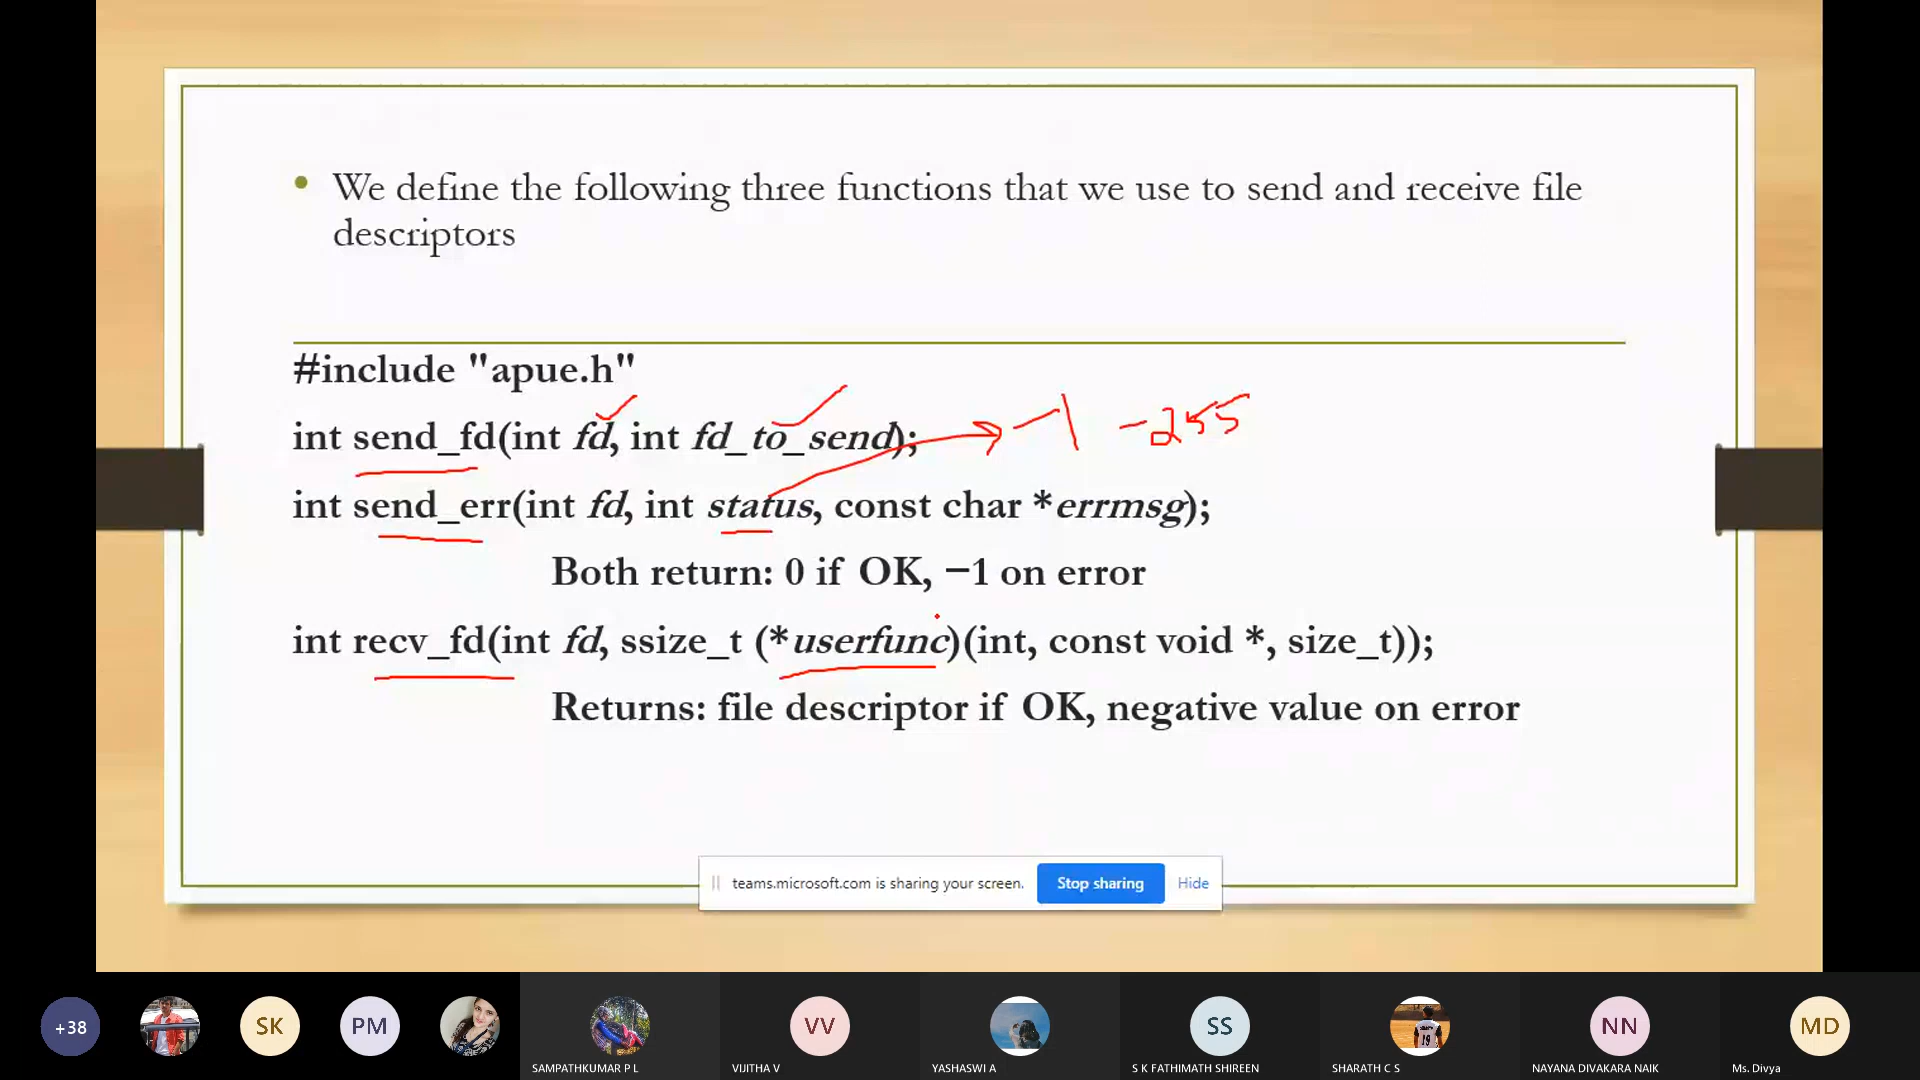 • We define the following three functions that we use to send and receive file
descriptors
#include "apue.h"
int send_fd(int fd, int fd_to_send);
-1 -255
int send_err(int fd, int status, const char *errmsg);
Both return: 0 if OK, −1 on error
int recv_fd(int fd, ssize_t (*userfunc)(int, const void *, size_t));
Returns: file descriptor if OK, negative value on error
teams.microsoft.com is sharing your screen. Stop sharing Hide
+38 SK PM VV SS 19 NN MD
SAMPATHKUMAR P L VIJITHA V YASHASWI A S K FATHIMATH SHIREEN SHARATH C S NAYANA DIVAKARA NAIK Ms. Divya